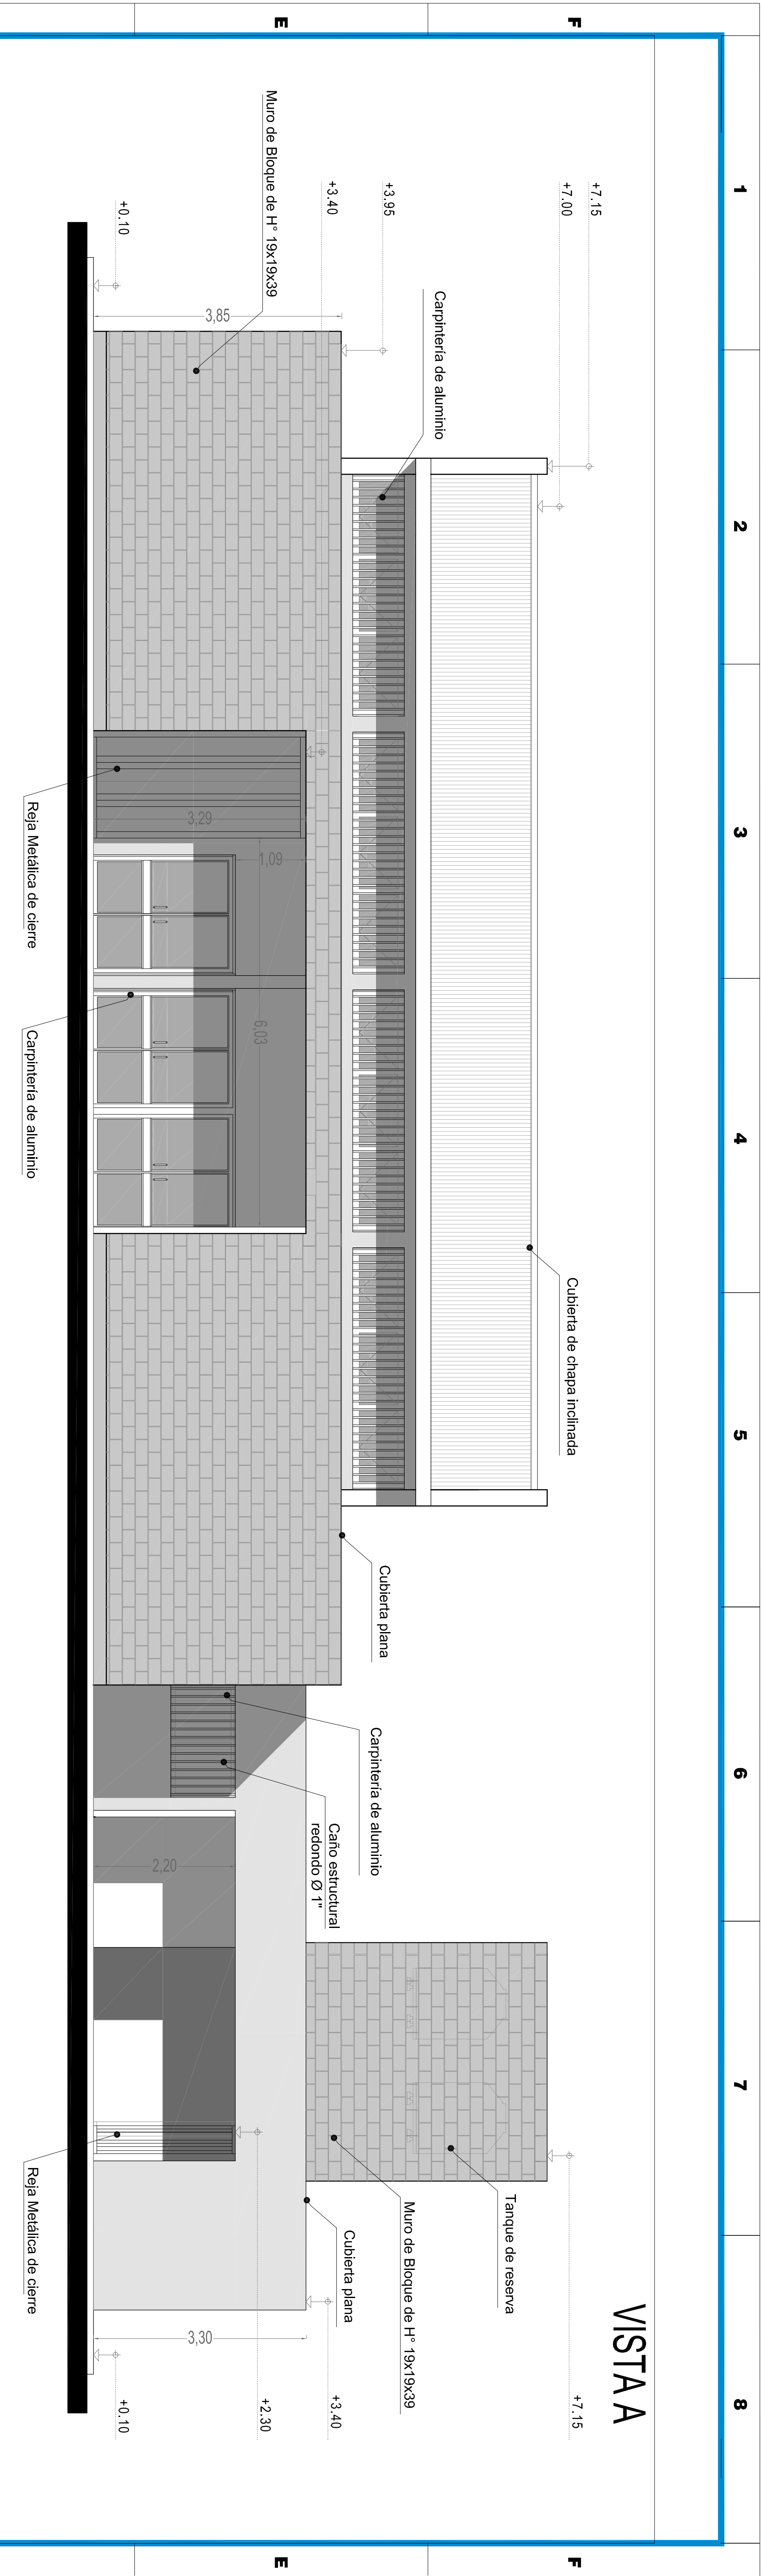 1
2
3
4
5
6
7
8
F
F
E
E
VISTA A
+7.15
+7.00
+3.95
+3.40
+0.10
Muro de Bloque de H° 19x19x39
Carpintería de aluminio
3,85
Cubierta de chapa inclinada
Cubierta plana
3,29
1,09
6,03
Reja Metálica de cierre
Carpintería de aluminio
Carpintería de aluminio
Caño estructural
redondo Ø 1"
2,20
Tanque de reserva
Muro de Bloque de H° 19x19x39
Cubierta plana
Reja Metálica de cierre
3,30
+7.15
+3.40
+2.30
+0.10